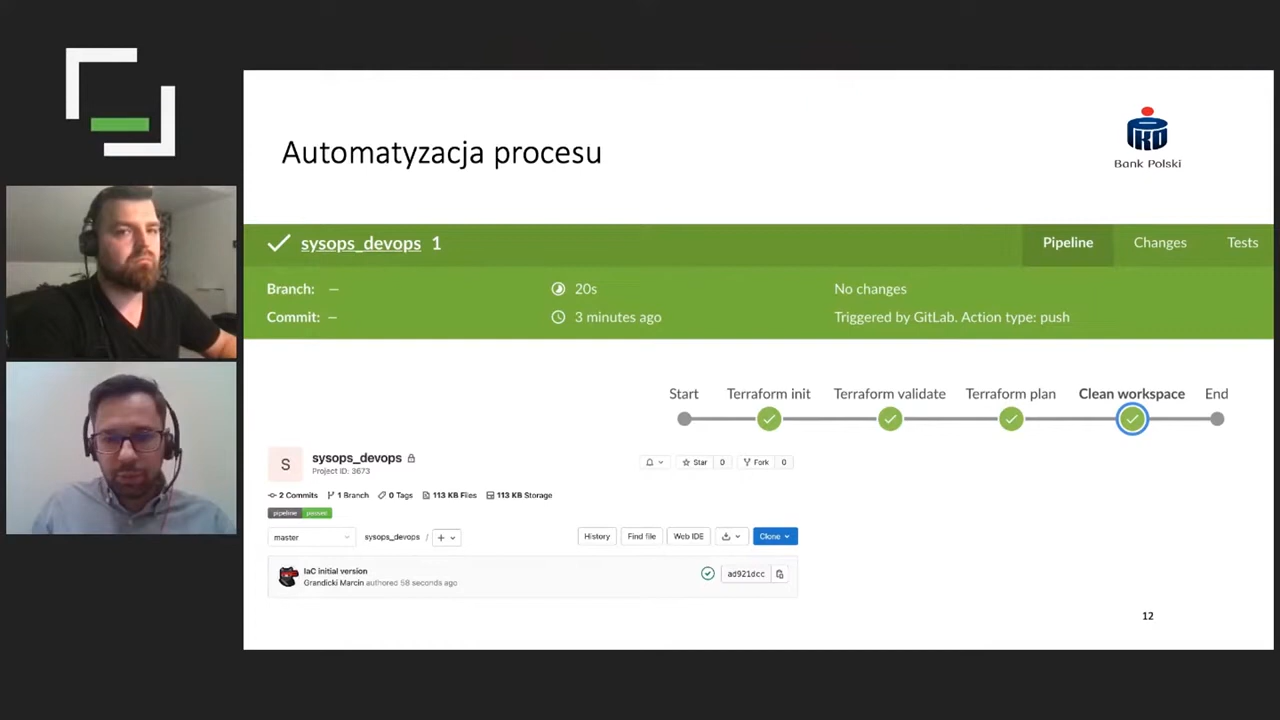 Automatyzacja procesu
PKO
Bank Polski
sysops_devops 1
Pipeline Changes Tests
Branch: —
20s
No changes
Commit: —
3 minutes ago
Triggered by GitLab. Action type: push
Start Terraform init Terraform validate Terraform plan Clean workspace End
S
sysops_devops
Project ID: 3673
Star 0 Fork 0
2 Commits 1 Branch 0 Tags 113 KB Files 113 KB Storage
pipeline passed
master sysops_devops / + History Find file Web IDE Clone
IaC initial version
Grandicki Marcin authored 58 seconds ago
ad921dcc
12